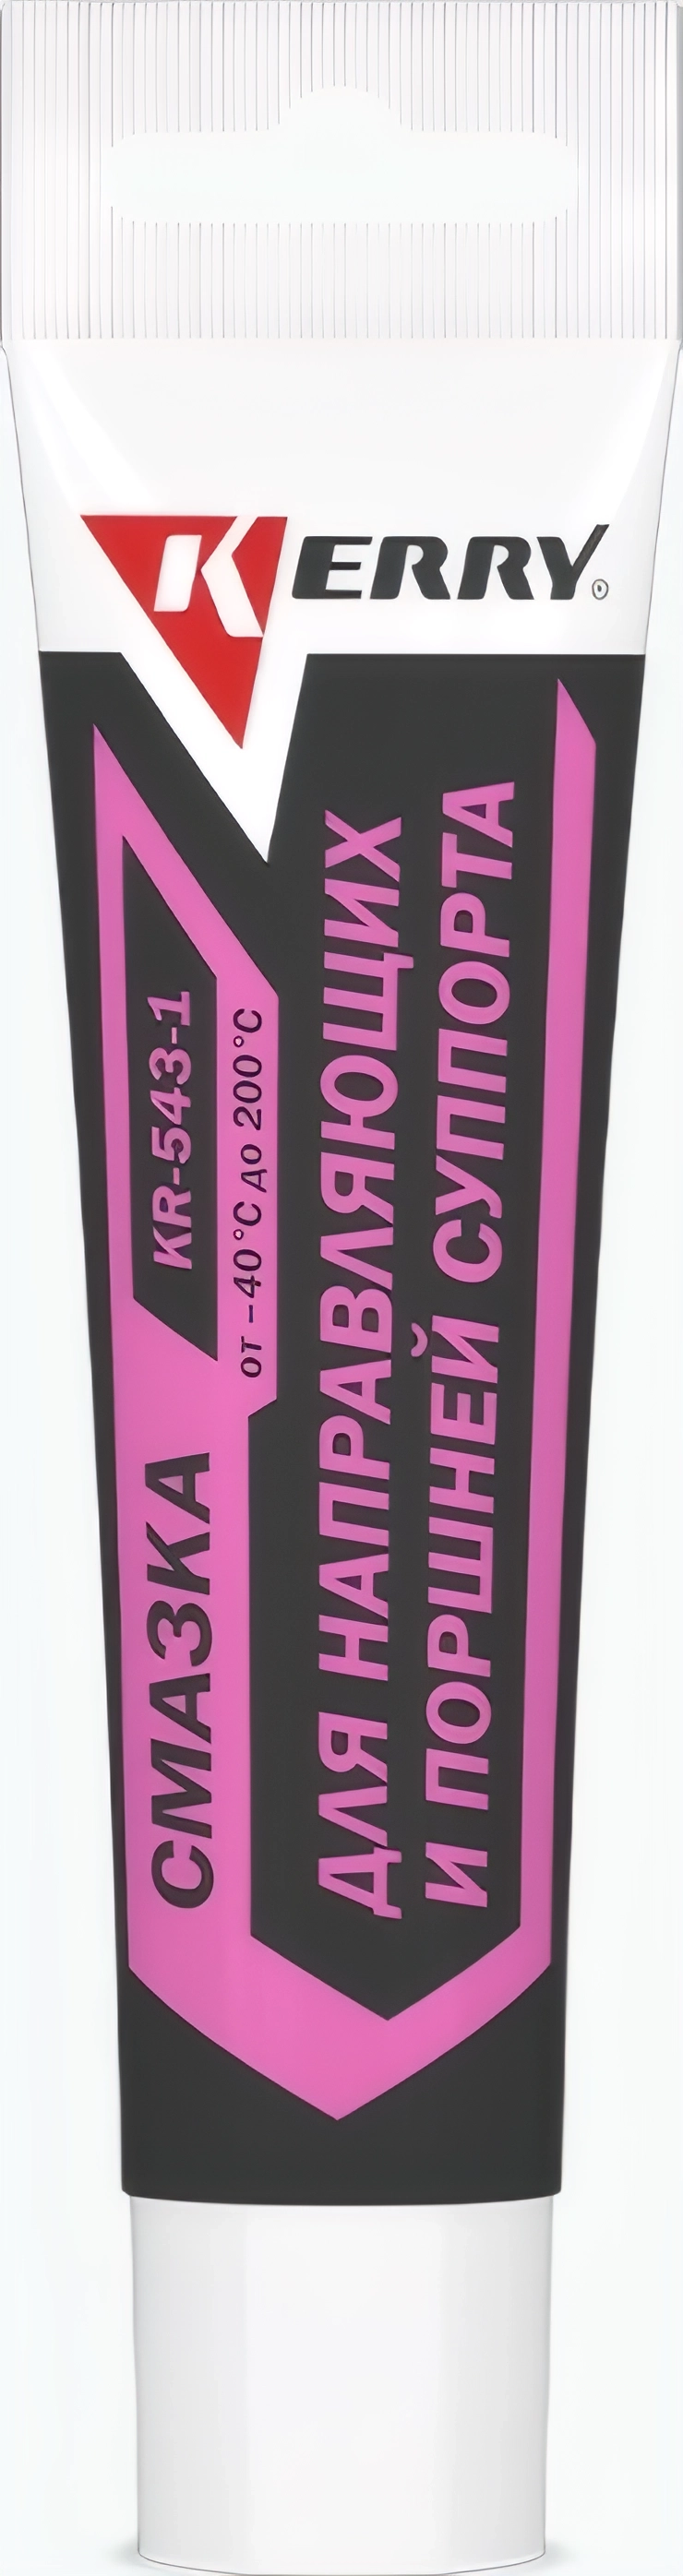 KERRY®
KR-543-1
от -40°C до 200°C
СМАЗКА
ДЛЯ НАПРАВЛЯЮЩИХ
И ПОРШНЕЙ СУППОРТА